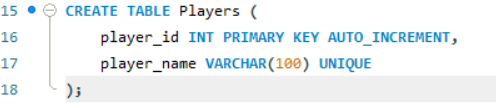 15 CREATE TABLE Players (
16 player_id INT PRIMARY KEY AUTO_INCREMENT,
17 player_name VARCHAR(100) UNIQUE
18 );